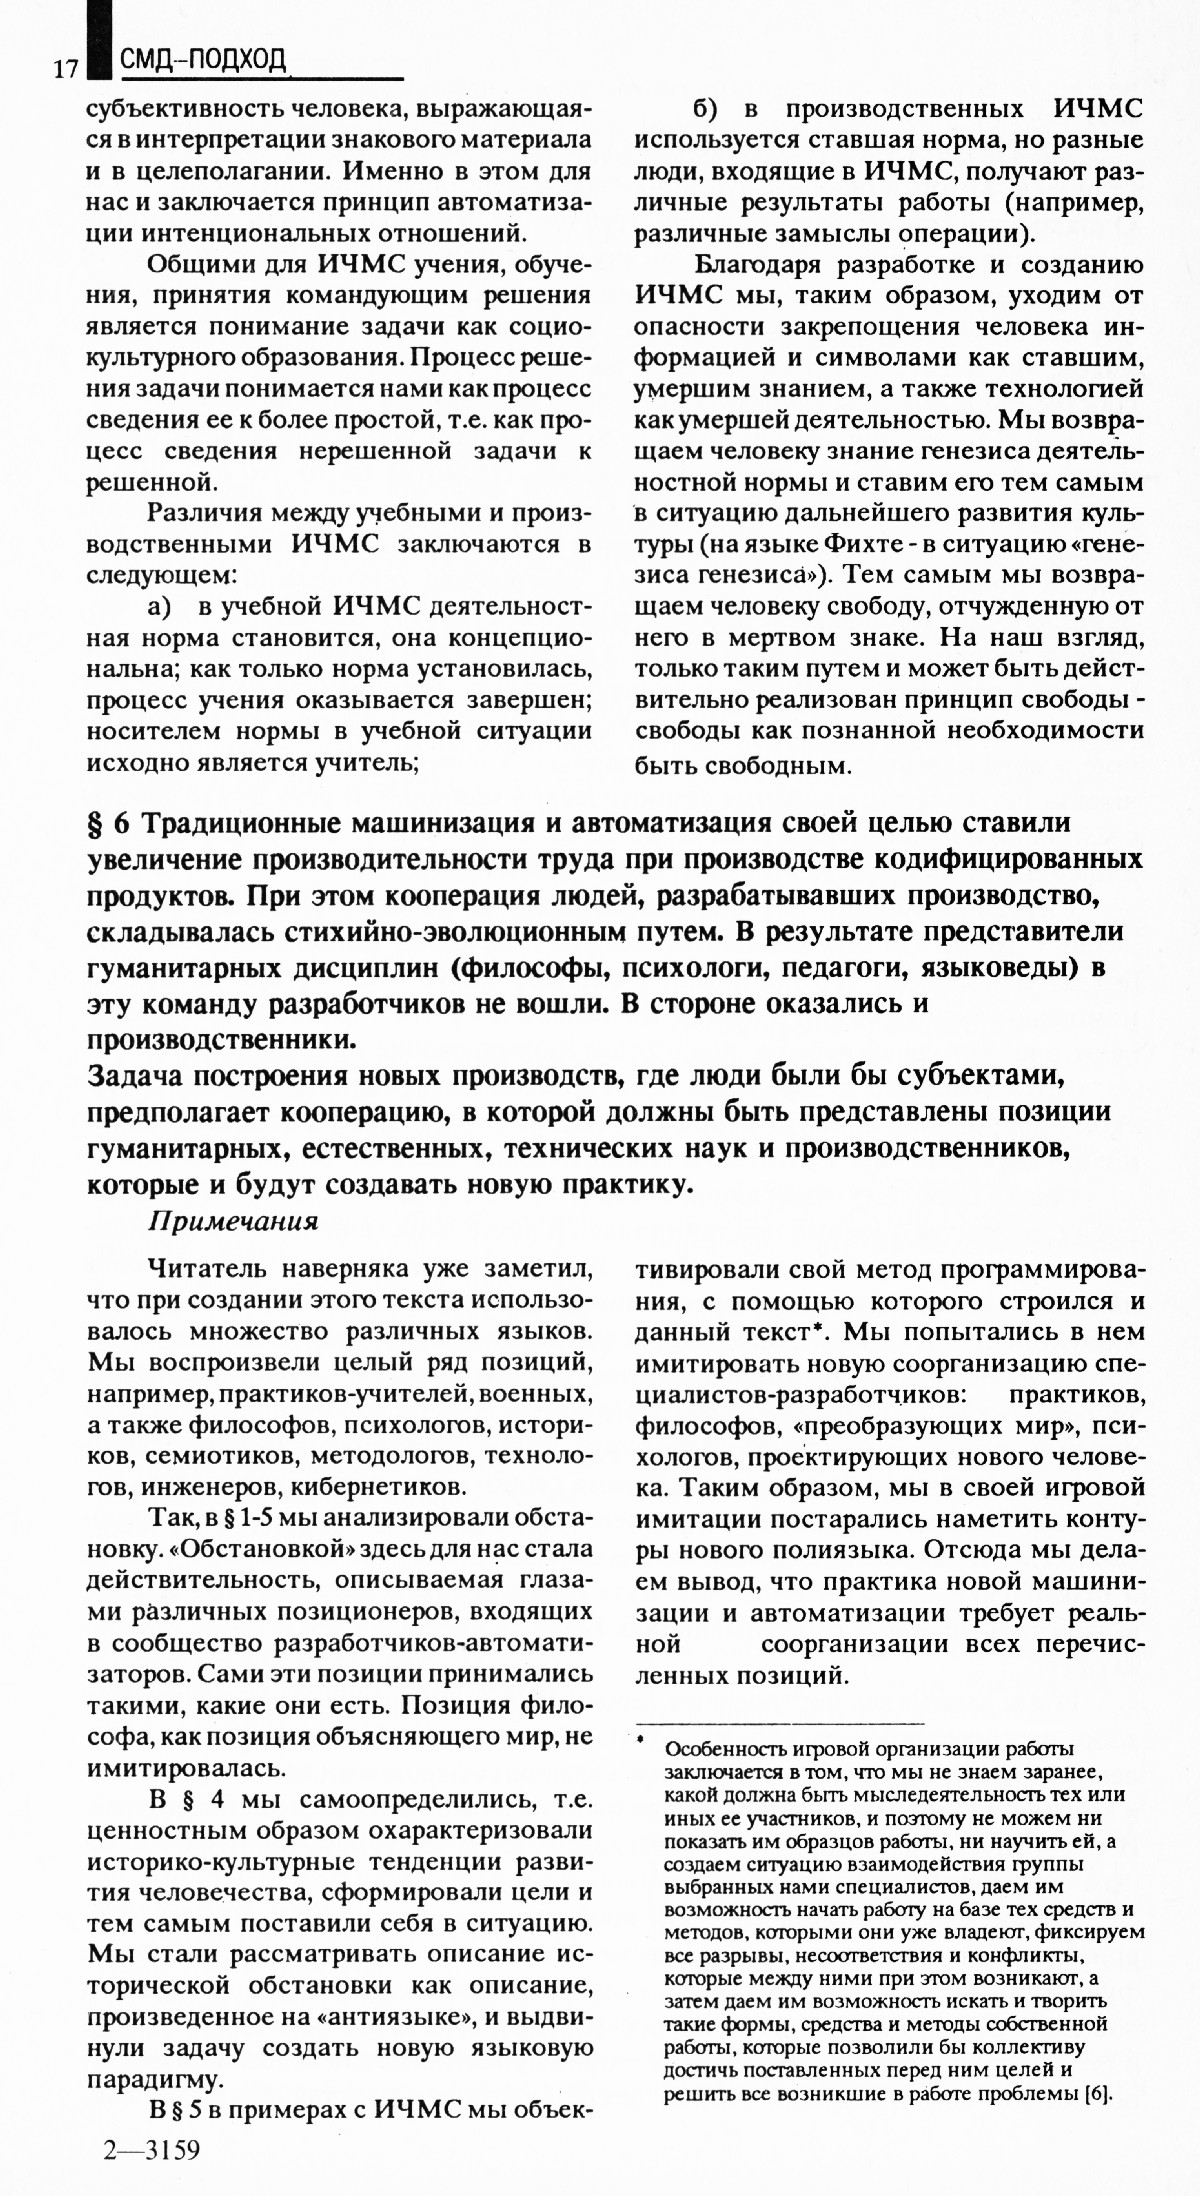 17
СМД-ПОДХОД
субъективность человека, выражающая-
ся в интерпретации знакового материала
и в целеполагании. Именно в этом для
нас и заключается принцип автоматиза-
ции интенциональных отношений.
Общими для ИЧМС учения, обуче-
ния, принятия командующим решения
является понимание задачи как социо-
культурного образования. Процесс реше-
ния задачи понимается нами как процесс
сведения ее к более простой, т.е. как про-
цесс сведения нерешенной задачи к
решенной.
Различия между учебными и произ-
водственными ИЧМС заключаются в
следующем:
а) в учебной ИЧМС деятельност-
ная норма становится, она концепцио-
нальна; как только норма установилась,
процесс учения оказывается завершен;
носителем нормы в учебной ситуации
исходно является учитель;
б) в производственных ИЧМС
используется ставшая норма, но разные
люди, входящие в ИЧМС, получают раз-
личные результаты работы (например,
различные замыслы операции).
Благодаря разработке и созданию
ИЧМС мы, таким образом, уходим от
опасности закрепощения человека ин-
формацией и символами как ставшим,
умершим знанием, а также технологией
как умершей деятельностью. Мы возвра-
щаем человеку знание генезиса деятель-
ностной нормы и ставим его тем самым
в ситуацию дальнейшего развития куль-
туры (на языке Фихте - в ситуацию «гене-
зиса генезиса»). Тем самым мы возвра-
щаем человеку свободу, отчужденную от
него в мертвом знаке. На наш взгляд,
только таким путем и может быть дейст-
вительно реализован принцип свободы -
свободы как познанной необходимости
быть свободным.
§ 6 Традиционные машинизация и автоматизация своей целью ставили
увеличение производительности труда при производстве кодифицированных
продуктов. При этом кооперация людей, разрабатывавших производство,
складывалась стихийно-эволюционным путем. В результате представители
гуманитарных дисциплин (философы, психологи, педагоги, языковеды) в
эту команду разработчиков не вошли. В стороне оказались и
производственники.
Задача построения новых производств, где люди были бы субъектами,
предполагает кооперацию, в которой должны быть представлены позиции
гуманитарных, естественных, технических наук и производственников,
которые и будут создавать новую практику.
Примечания
Читатель наверняка уже заметил,
что при создании этого текста использо-
валось множество различных языков.
Мы воспроизвели целый ряд позиций,
например, практиков-учителей, военных,
а также философов, психологов, истори-
ков, семиотиков, методологов, техноло-
гов, инженеров, кибернетиков.
Так, в § 1-5 мы анализировали обста-
новку. «Обстановкой» здесь для нас стала
действительность, описываемая глаза-
ми различных позиционеров, входящих
в сообщество разработчиков-автомати-
заторов. Сами эти позиции принимались
такими, какие они есть. Позиция фило-
софа, как позиция объясняющего мир, не
имитировалась.
В § 4 мы самоопределились, т.е.
ценностным образом охарактеризовали
историко-культурные тенденции разви-
тия человечества, сформировали цели и
тем самым поставили себя в ситуацию.
Мы стали рассматривать описание ис-
торической обстановки как описание,
произведенное на «антиязыке», и выдви-
нули задачу создать новую языковую
парадигму.
В § 5 в примерах с ИЧМС мы объек-
тивировали свой метод программирова-
ния, с помощью которого строился и
данный текст*. Мы попытались в нем
имитировать новую соорганизацию спе-
циалистов-разработчиков: практиков,
философов, «преобразующих мир», пси-
хологов, проектирующих нового челове-
ка. Таким образом, мы в своей игровой
имитации постарались наметить конту-
ры нового полиязыка. Отсюда мы дела-
ем вывод, что практика новой машини-
зации и автоматизации требует реаль-
ной соорганизации всех перечис-
ленных позиций.
* Особенность игровой организации работы
заключается в том, что мы не знаем заранее,
какой должна быть мыследеятельность тех или
иных ее участников, и поэтому не можем ни
показать им образцов работы, ни научить ей, а
создаем ситуацию взаимодействия группы
выбранных нами специалистов, даем им
возможность начать работу на базе тех средств и
методов, которыми они уже владеют, фиксируем
все разрывы, несоответствия и конфликты,
которые между ними при этом возникают, а
затем даем им возможность искать и творить
такие формы, средства и методы собственной
работы, которые позволили бы коллективу
достичь поставленных перед ним целей и
решить все возникшие в работе проблемы [6].
2—3159